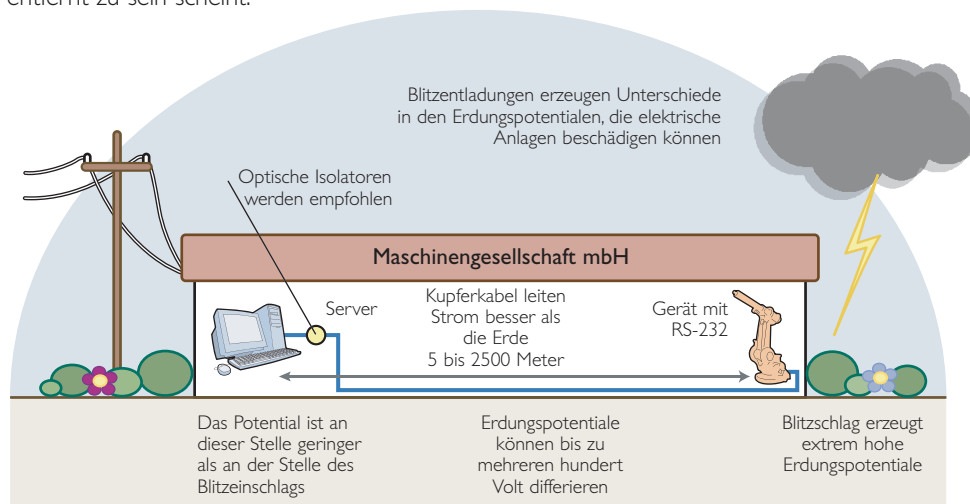 entfernt zu sein scheint.
Blitzentladungen erzeugen Unterschiede
in den Erdungspotentialen, die elektrische
Anlagen beschädigen können
Optische Isolatoren
werden empfohlen
Maschinengesellschaft mbH
Server
Kupferkabel leiten
Strom besser als
die Erde
5 bis 2500 Meter
Gerät mit
RS-232
Das Potential ist an
dieser Stelle geringer
als an der Stelle des
Blitzeinschlags
Erdungspotentiale
können bis zu
mehreren hundert
Volt differieren
Blitzschlag erzeugt
extrem hohe
Erdungspotentiale